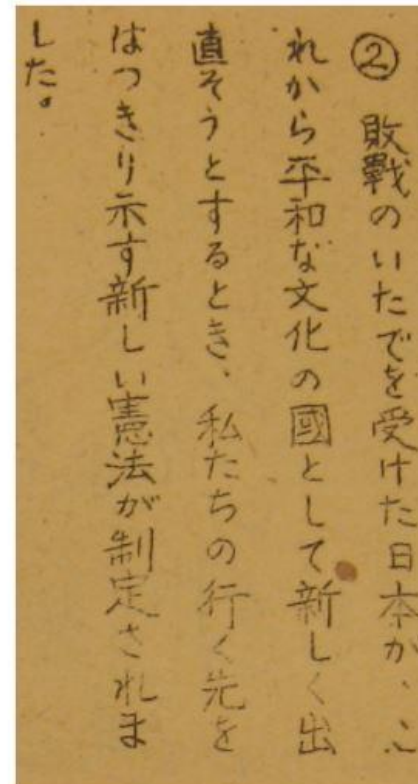 ② 敗戰のいたでを受けた日本が、こ
れから平和な文化の國として新しく出
直そうとするとき、私たちの行く先を
はつきり示す新しい憲法が制定されま
した。